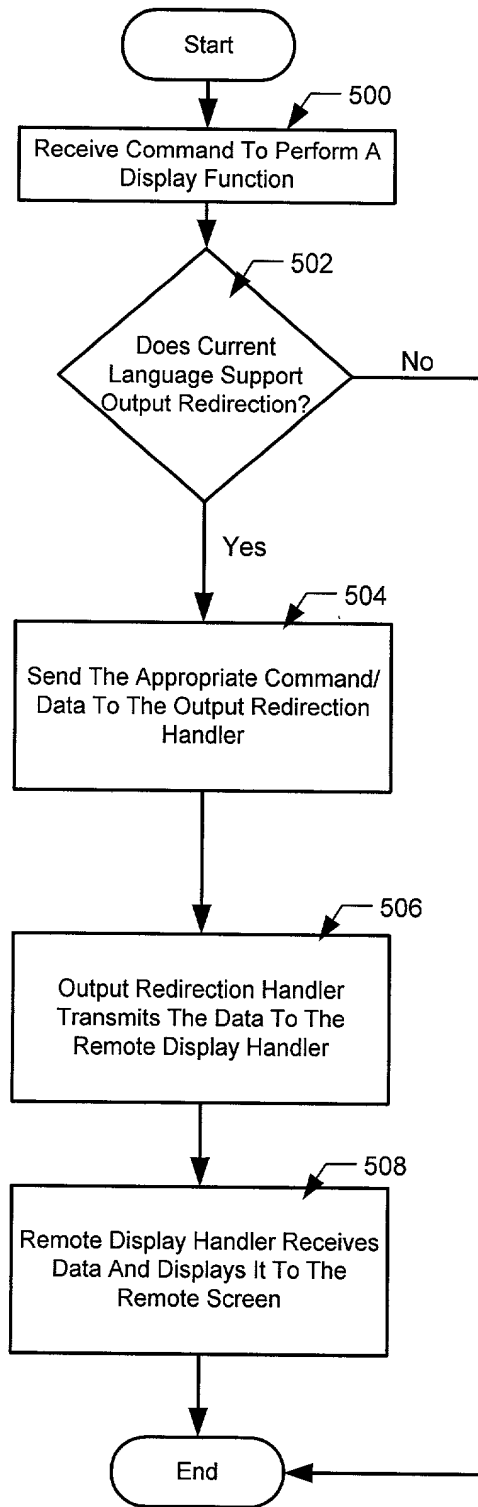 Start
500
Receive Command To Perform A
Display Function
502
Does Current
Language Support
Output Redirection?
No
Yes
504
Send The Appropriate Command/
Data To The Output Redirection
Handler
506
Output Redirection Handler
Transmits The Data To The
Remote Display Handler
508
Remote Display Handler Receives
Data And Displays It To The
Remote Screen
End